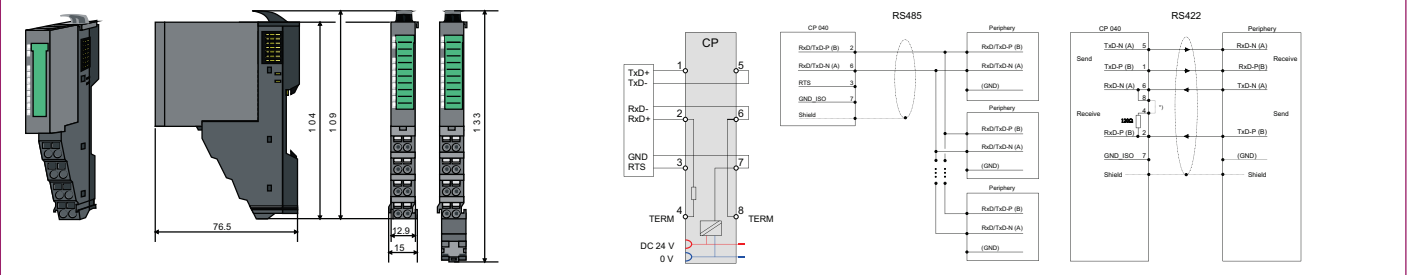 104
109
133
76.5
12.9
15
CP
1
5
TxD+
TxD-
RxD-
RxD+
2
6
GND
RTS
3
7
4
8
TERM
TERM
DC 24 V
0 V
RS485
CP 040
RxD/TxD-P (B) 2
RxD/TxD-N (A) 6
RTS 3
GND_ISO 7
Shield
Periphery
RxD/TxD-P (B)
RxD/TxD-N (A)
(GND)
Periphery
RxD/TxD-P (B)
RxD/TxD-N (A)
(GND)
Periphery
RxD/TxD-P (B)
RxD/TxD-N (A)
(GND)
RS422
CP 040
Periphery
TxD-N (A) 5
RxD-N (A)
Send
Receive
TxD-P (B) 1
RxD-P(B)
RxD-N (A) 6
TxD-N (A)
8
*)
4
Receive
120Ω
Send
RxD-P (B) 2
TxD-P (B)
GND_ISO 7
(GND)
Shield
Shield